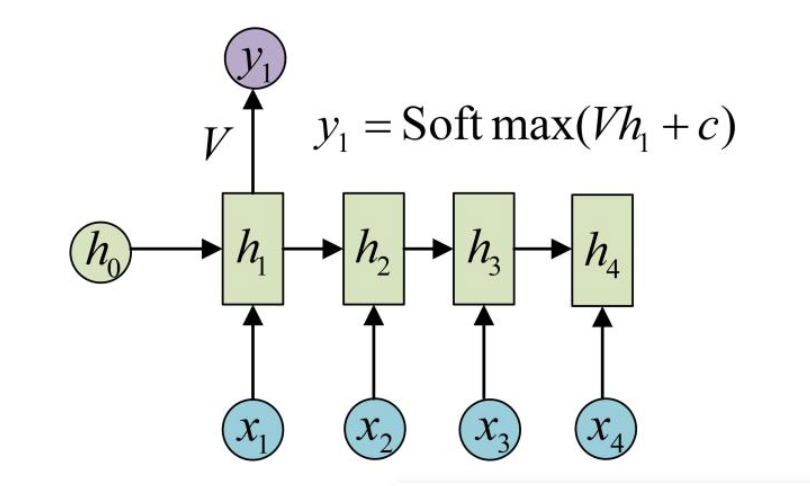 y₁
V
y₁ = Soft max(Vh₁ + c)
h₀
h₁
h₂
h₃
h₄
x₁
x₂
x₃
x₄